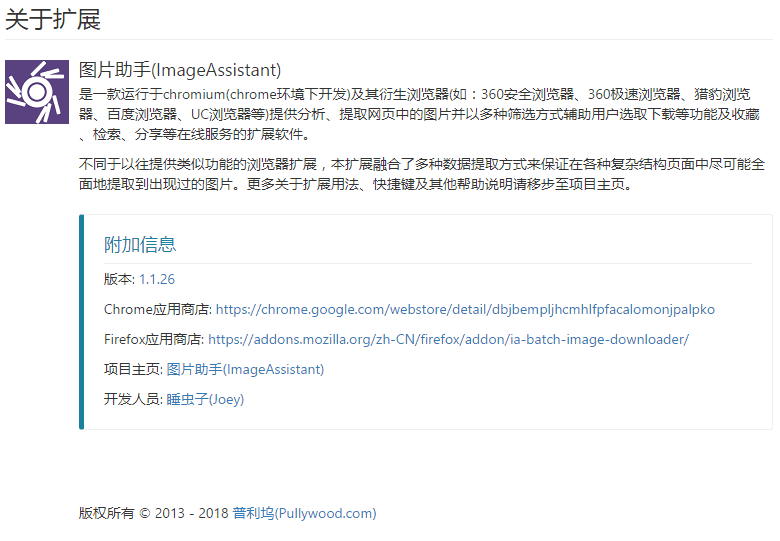 关于扩展
图片助手(ImageAssistant)
是一款运行于chromium(chrome环境下开发)及其衍生浏览器(如：360安全浏览器、360极速浏览器、猎豹浏览
器、百度浏览器、UC浏览器等)提供分析、提取网页中的图片并以多种筛选方式辅助用户选取下载等功能及收藏
、检索、分享等在线服务的扩展软件。
不同于以往提供类似功能的浏览器扩展，本扩展融合了多种数据提取方式来保证在各种复杂结构页面中尽可能全
面地提取到出现过的图片。更多关于扩展用法、快捷键及其他帮助说明请移步至项目主页。
附加信息
版本: 1.1.26
Chrome应用商店: https://chrome.google.com/webstore/detail/dbjbempljhcmhlfpfacalomonjpalpko
Firefox应用商店: https://addons.mozilla.org/zh-CN/firefox/addon/ia-batch-image-downloader/
项目主页: 图片助手(ImageAssistant)
开发人员: 睡虫子(Joey)
版权所有 © 2013 - 2018 普利坞(Pullywood.com)